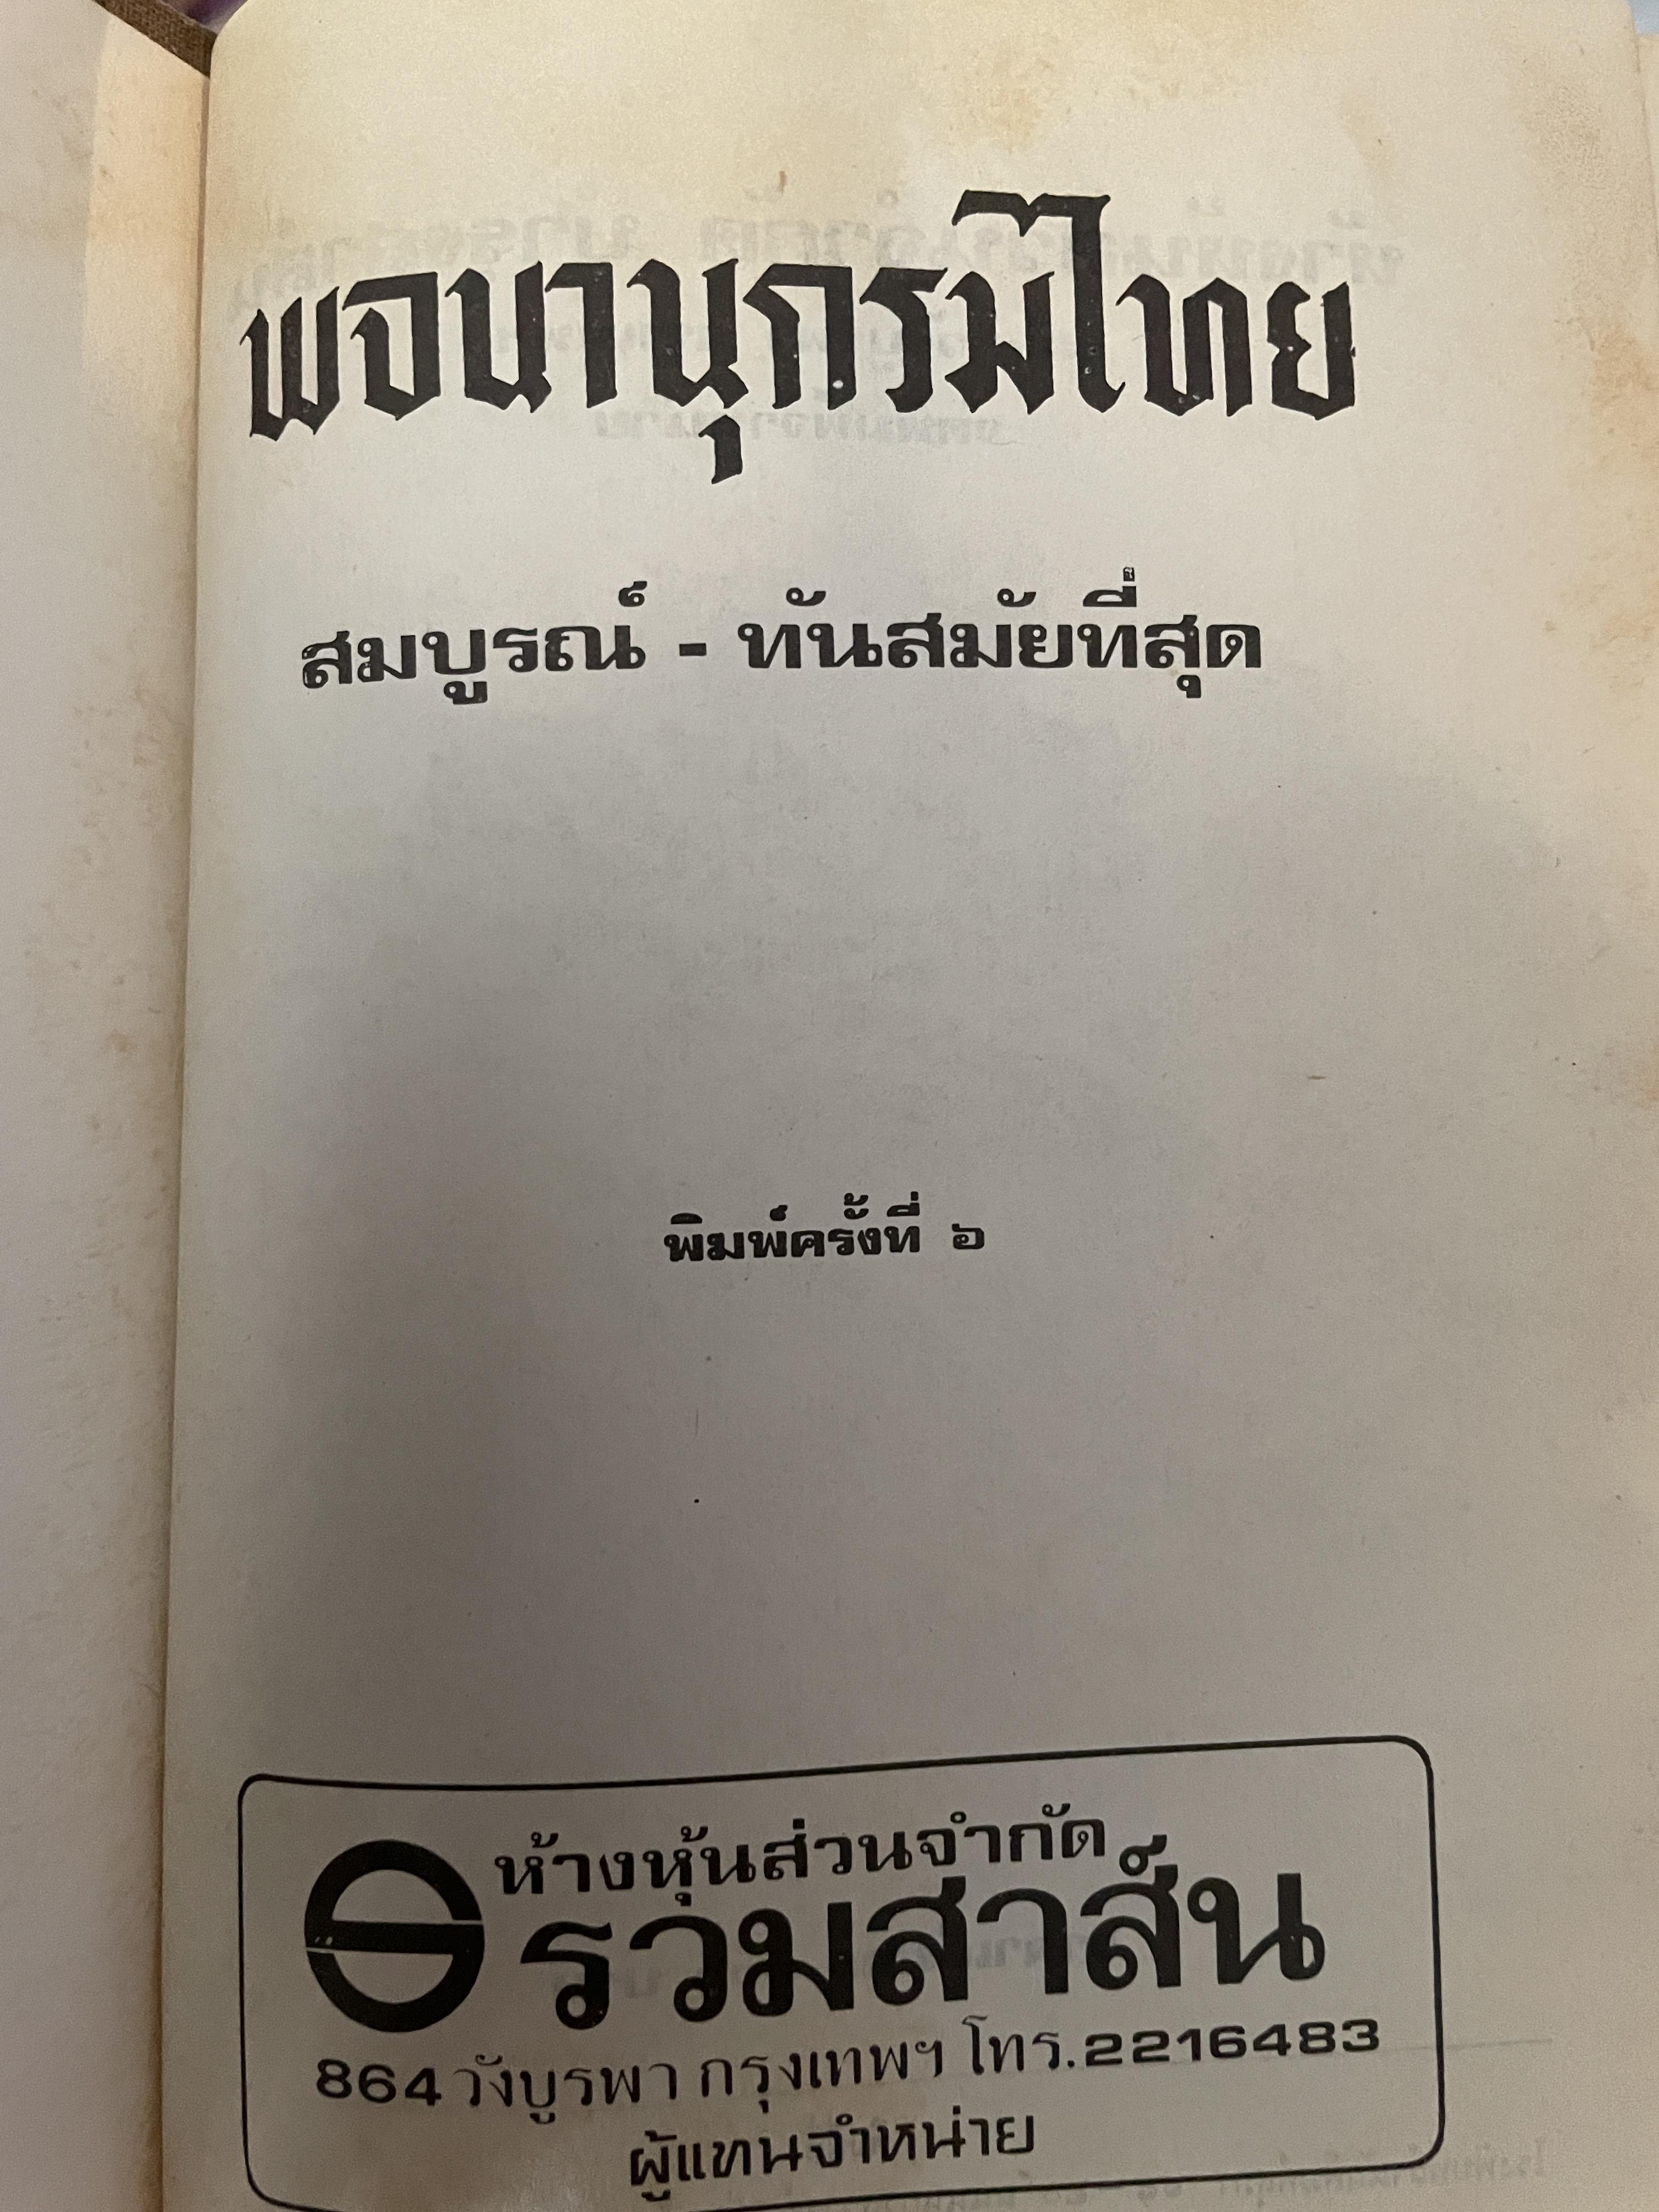 พจนานุกรมไทย
สมบูรณ์ - ทันสมัยที่สุด
พิมพ์ครั้งที่ ๖
ห้างหุ้นส่วนจำกัด
รวมสาส์น
864 วังบูรพา กรุงเทพฯ โทร. 2216483
ผู้แทนจำหน่าย